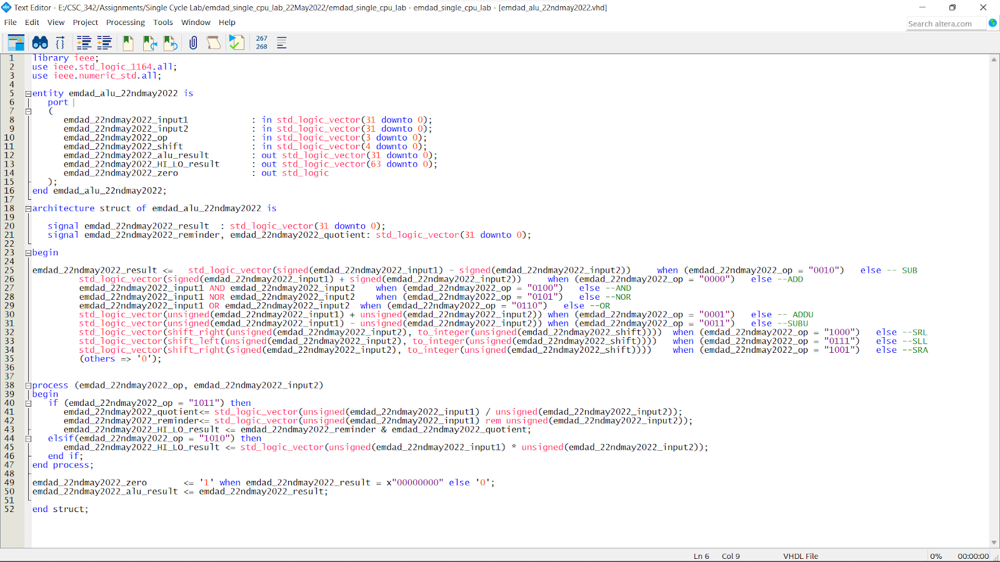 Text Editor - E:/CSC_342/Assignments/Single Cycle Lab/emdad_single_cpu_lab_22May2022/emdad_single_cpu_lab - emdad_single_cpu_lab - [emdad_alu_22ndmay2022.vhd]
File Edit View Project Processing Tools Window Help
Search altera.com
267
268
1 library ieee;
2 use ieee.std_logic_1164.all;
3 use ieee.numeric_std.all;
4
5 entity emdad_alu_22ndmay2022 is
6 port
7 (
8 emdad_22ndmay2022_input1 : in std_logic_vector(31 downto 0);
9 emdad_22ndmay2022_input2 : in std_logic_vector(31 downto 0);
10 emdad_22ndmay2022_op : in std_logic_vector(3 downto 0);
11 emdad_22ndmay2022_shift : in std_logic_vector(4 downto 0);
12 emdad_22ndmay2022_alu_result : out std_logic_vector(31 downto 0);
13 emdad_22ndmay2022_HI_LO_result : out std_logic_vector(63 downto 0);
14 emdad_22ndmay2022_zero : out std_logic
15 );
16 end emdad_alu_22ndmay2022;
17
18 architecture struct of emdad_alu_22ndmay2022 is
19
20 signal emdad_22ndmay2022_result : std_logic_vector(31 downto 0);
21 signal emdad_22ndmay2022_reminder, emdad_22ndmay2022_quotient: std_logic_vector(31 downto 0);
22
23 begin
24
25 emdad_22ndmay2022_result <= std_logic_vector(signed(emdad_22ndmay2022_input1) - signed(emdad_22ndmay2022_input2)) when (emdad_22ndmay2022_op = "0010") else -- SUB
26 std_logic_vector(signed(emdad_22ndmay2022_input1) + signed(emdad_22ndmay2022_input2)) when (emdad_22ndmay2022_op = "0000") else --ADD
27 emdad_22ndmay2022_input1 AND emdad_22ndmay2022_input2 when (emdad_22ndmay2022_op = "0100") else --AND
28 emdad_22ndmay2022_input1 NOR emdad_22ndmay2022_input2 when (emdad_22ndmay2022_op = "0101") else --NOR
29 emdad_22ndmay2022_input1 OR emdad_22ndmay2022_input2 when (emdad_22ndmay2022_op = "0110") else --OR
30 std_logic_vector(unsigned(emdad_22ndmay2022_input1) + unsigned(emdad_22ndmay2022_input2)) when (emdad_22ndmay2022_op = "0001") else -- ADDU
31 std_logic_vector(unsigned(emdad_22ndmay2022_input1) - unsigned(emdad_22ndmay2022_input2)) when (emdad_22ndmay2022_op = "0011") else --SUBU
32 std_logic_vector(shift_right(unsigned(emdad_22ndmay2022_input2), to_integer(unsigned(emdad_22ndmay2022_shift)))) when (emdad_22ndmay2022_op = "1000") else --SRL
33 std_logic_vector(shift_left(unsigned(emdad_22ndmay2022_input2), to_integer(unsigned(emdad_22ndmay2022_shift)))) when (emdad_22ndmay2022_op = "0111") else --SLL
34 std_logic_vector(shift_right(signed(emdad_22ndmay2022_input2), to_integer(unsigned(emdad_22ndmay2022_shift)))) when (emdad_22ndmay2022_op = "1001") else --SRA
35 (others => '0');
36
37
38 process (emdad_22ndmay2022_op, emdad_22ndmay2022_input2)
39 begin
40 if (emdad_22ndmay2022_op = "1011") then
41 emdad_22ndmay2022_quotient<= std_logic_vector(unsigned(emdad_22ndmay2022_input1) / unsigned(emdad_22ndmay2022_input2));
42 emdad_22ndmay2022_reminder<= std_logic_vector(unsigned(emdad_22ndmay2022_input1) rem unsigned(emdad_22ndmay2022_input2));
43 emdad_22ndmay2022_HI_LO_result <= emdad_22ndmay2022_reminder & emdad_22ndmay2022_quotient;
44 elsif(emdad_22ndmay2022_op = "1010") then
45 emdad_22ndmay2022_HI_LO_result <= std_logic_vector(unsigned(emdad_22ndmay2022_input1) * unsigned(emdad_22ndmay2022_input2));
46 end if;
47 end process;
48
49 emdad_22ndmay2022_zero <= '1' when emdad_22ndmay2022_result = x"00000000" else '0';
50 emdad_22ndmay2022_alu_result <= emdad_22ndmay2022_result;
51
52 end struct;
Ln 6 Col 9 VHDL File 0% 00:00:00